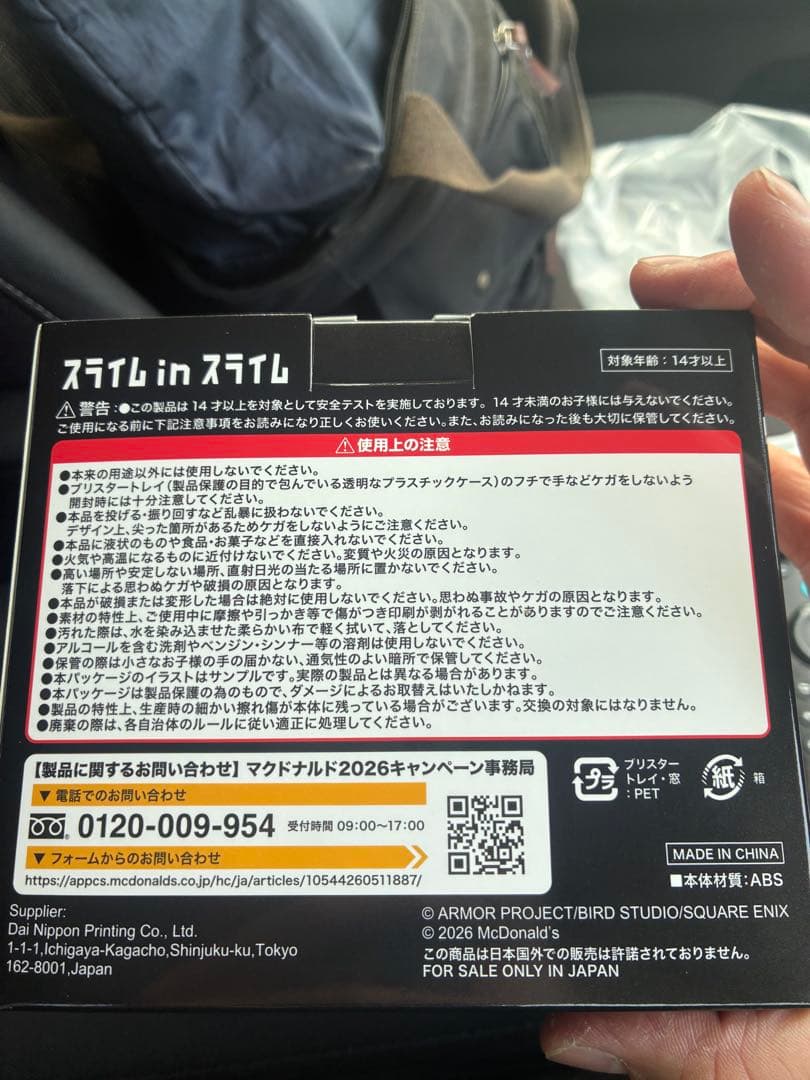 スライム in スライム
対象年齢：14才以上
⚠警告：●この製品は14才以上を対象として安全テストを実施しております。14才未満のお子様には与えないでください。
ご使用になる前に下記注意事項をお読みになり正しくお使いください。また、お読みになった後も大切に保管してください。
⚠使用上の注意
●本来の用途以外には使用しないでください。
●ブリスタートレイ（製品保護の目的で包んでいる透明なプラスチックケース）のフチで手などケガをしないよう
開封時には十分注意してください。
●本品を投げる・振り回すなど乱暴に扱わないでください。
デザイン上、尖った箇所があるためケガをしないようにご注意ください。
●本品に液状のものや食品・お菓子などを直接入れないでください。
●火気や高温になるものに近付けないでください。変質や火災の原因となります。
●高い場所や安定しない場所、直射日光の当たる場所に置かないでください。
落下による思わぬケガや破損の原因となります。
●本品が破損または変形した場合は絶対に使用しないでください。思わぬ事故やケガの原因となります。
●素材の特性上、ご使用中に摩擦や引っかき等で傷がつき印刷が剥がれることがありますのでご注意ください。
●汚れた際は、水を染み込ませた柔らかい布で軽く拭いて、落としてください。
●アルコールを含む洗剤やベンジン・シンナー等の溶剤は使用しないでください。
●保管の際は小さなお子様の手の届かない、通気性のよい暗所で保管してください。
●本パッケージのイラストはサンプルです。実際の製品とは異なる場合があります。
●本パッケージは製品保護の為のもので、ダメージによるお取替えはいたしかねます。
●製品の特性上、生産時の細かい擦れ傷が本体に残っている場合がございます。交換の対象にはなりません。
●廃棄の際は、各自治体のルールに従い適正に処理してください。
【製品に関するお問い合わせ】マクドナルド2026キャンペーン事務局
▼電話でのお問い合わせ
0120-009-954 受付時間 09:00〜17:00
▼フォームからのお問い合わせ
https://appcs.mcdonalds.co.jp/hc/ja/articles/10544260511887/
プラ
ブリスター
トレイ・窓
：PET
紙
箱
MADE IN CHINA
■本体材質：ABS
Supplier:
Dai Nippon Printing Co., Ltd.
1-1-1,Ichigaya-Kagacho,Shinjuku-ku,Tokyo
162-8001,Japan
© ARMOR PROJECT/BIRD STUDIO/SQUARE ENIX
© 2026 McDonald's
この商品は日本国外での販売は許諾されておりません。
FOR SALE ONLY IN JAPAN